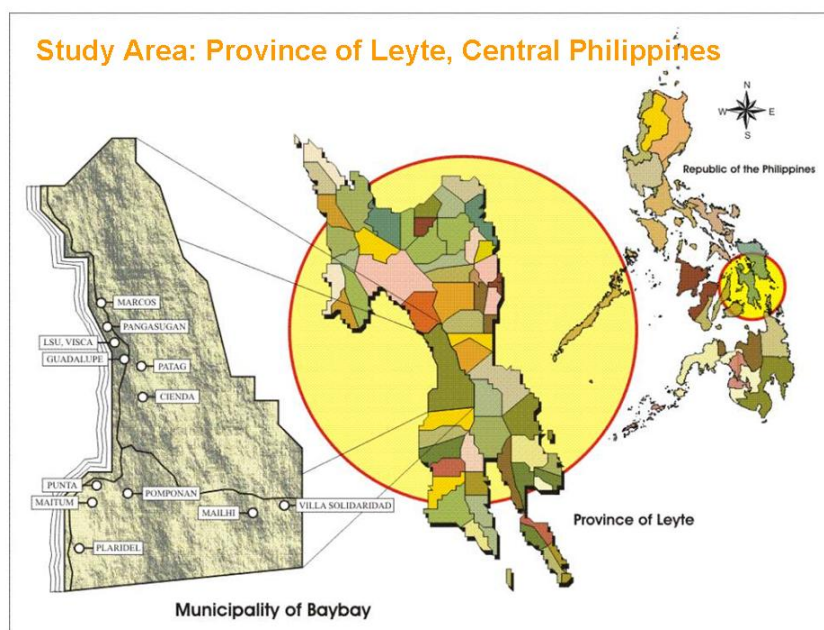 Study Area: Province of Leyte, Central Philippines
N
W E
S
Republic of the Philippines
MARCOS
PANGASUGAN
LSU, VISCA
GUADALUPE
PATAG
CIENDA
PUNTA
MAITUM
POMPONAN
MAILHI
VILLA SOLIDARIDAD
PLARIDEL
Province of Leyte
Municipality of Baybay